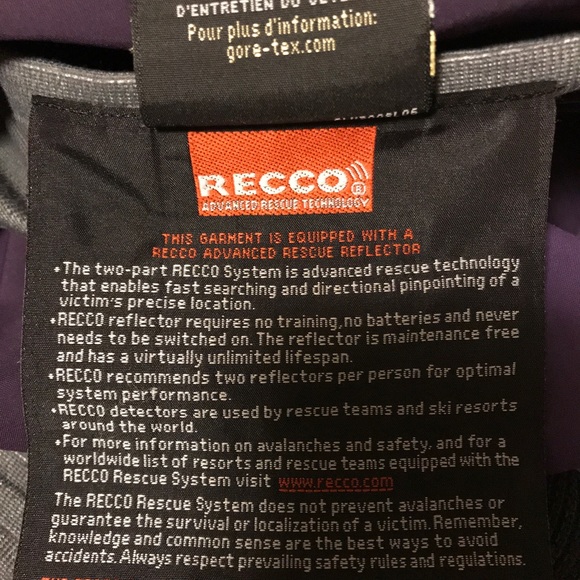 D'ENTRETIEN DU
Pour plus d'information:
gore-tex.com
RECCO®
ADVANCED RESCUE TECHNOLOGY
THIS GARMENT IS EQUIPPED WITH A
RECCO ADVANCED RESCUE REFLECTOR
•The two-part RECCO System is advanced rescue technology
that enables fast searching and directional pinpointing of a
victim's precise location.
•RECCO reflector requires no training,no batteries and never
needs to be switched on. The reflector is maintenance free
and has a virtually unlimited lifespan.
•RECCO recommends two reflectors per person for optimal
system performance.
•RECCO detectors are used by rescue teams and ski resorts
around the world.
•For more information on avalanches and safety, and for a
worldwide list of resorts and rescue teams equipped with the
RECCO Rescue System visit www.recco.com
The RECCO Rescue System does not prevent avalanches or
guarantee the survival or localization of a victim. Remember,
knowledge and common sense are the best ways to avoid
accidents. Always respect prevailing safety rules and regulations.